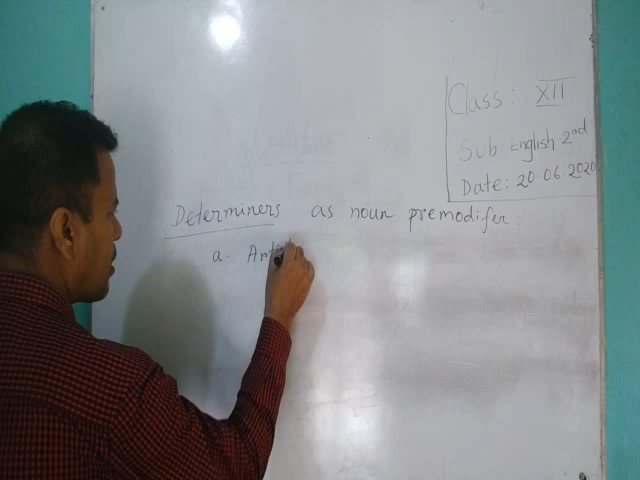 Class: XII
Sub: English 2nd
Date: 20.06.2020
Determiners as noun premodifer:
a. Art